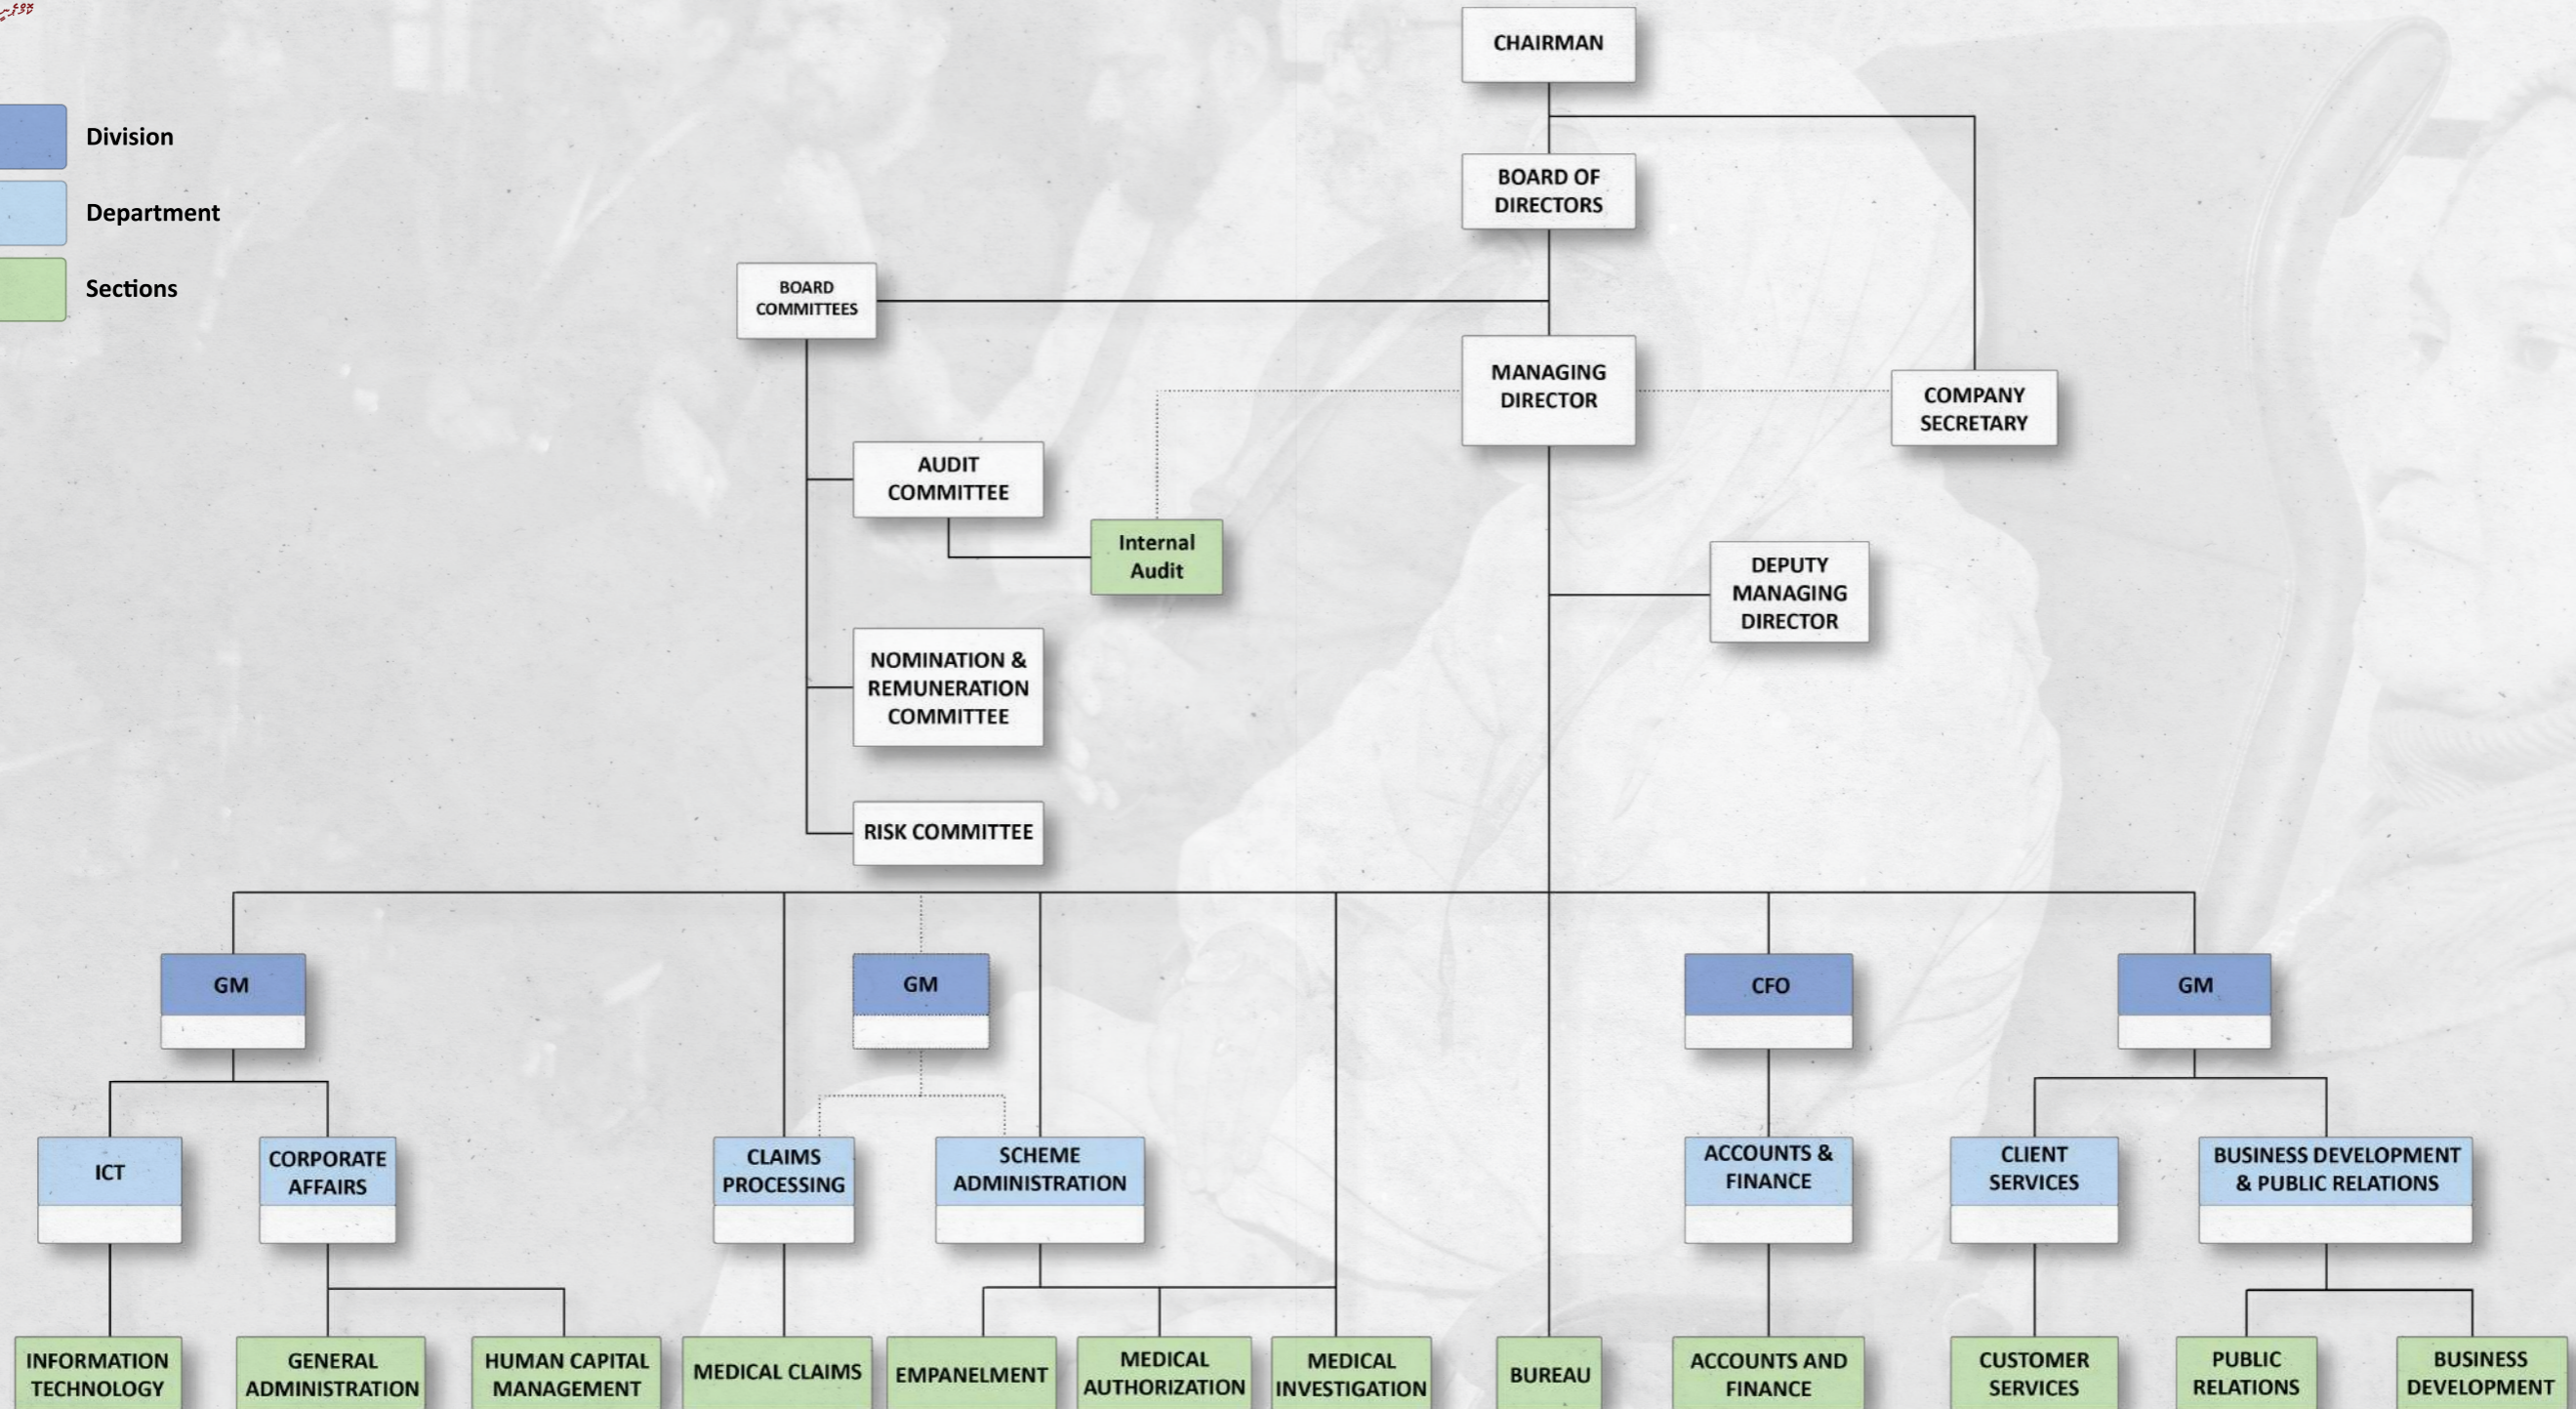 CHAIRMAN
Division
Department
Sections
BOARD OF
DIRECTORS
BOARD
COMMITTEES
MANAGING
DIRECTOR
COMPANY
SECRETARY
AUDIT
COMMITTEE
Internal
Audit
DEPUTY
MANAGING
DIRECTOR
NOMINATION &
REMUNERATION
COMMITTEE
RISK COMMITTEE
GM
GM
CFO
GM
ICT
CORPORATE
AFFAIRS
CLAIMS
PROCESSING
SCHEME
ADMINISTRATION
ACCOUNTS &
FINANCE
CLIENT
SERVICES
BUSINESS DEVELOPMENT
& PUBLIC RELATIONS
INFORMATION
TECHNOLOGY
GENERAL
ADMINISTRATION
HUMAN CAPITAL
MANAGEMENT
MEDICAL CLAIMS
EMPANELMENT
MEDICAL
AUTHORIZATION
MEDICAL
INVESTIGATION
BUREAU
ACCOUNTS AND
FINANCE
CUSTOMER
SERVICES
PUBLIC
RELATIONS
BUSINESS
DEVELOPMENT